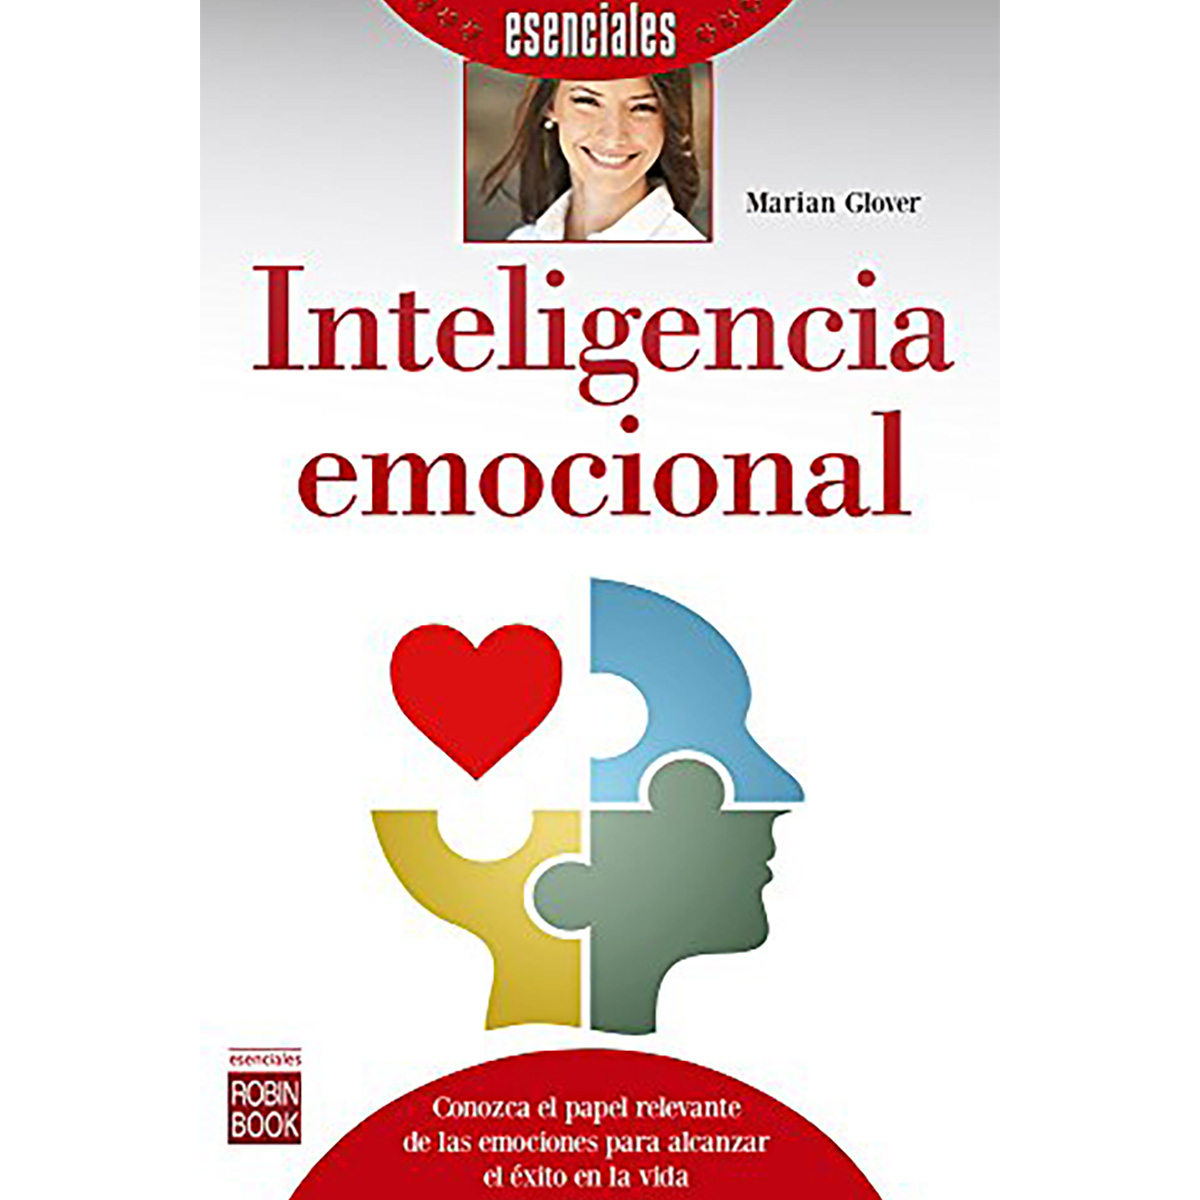 esenciales
Marian Glover
Inteligencia
emocional
esenciales
ROBIN
BOOK
Conozca el papel relevante
de las emociones para alcanzar
el éxito en la vida